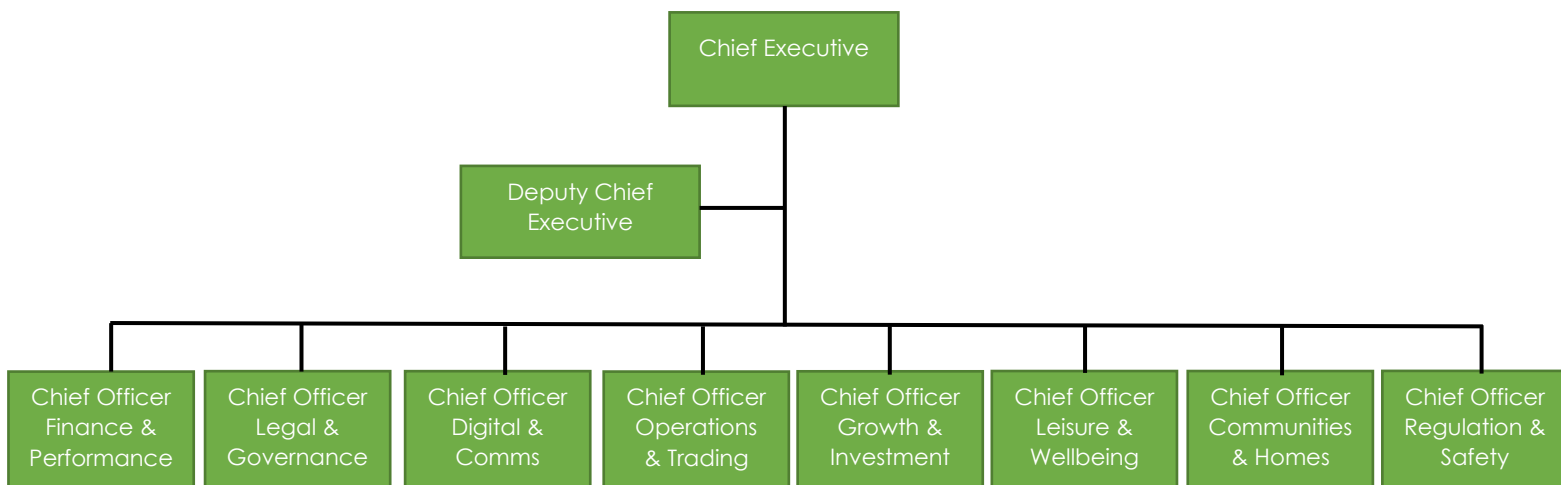 Chief Executive
Deputy Chief
Executive
Chief Officer
Finance &
Performance
Chief Officer
Legal &
Governance
Chief Officer
Digital &
Comms
Chief Officer
Operations
& Trading
Chief Officer
Growth &
Investment
Chief Officer
Leisure &
Wellbeing
Chief Officer
Communities
& Homes
Chief Officer
Regulation &
Safety